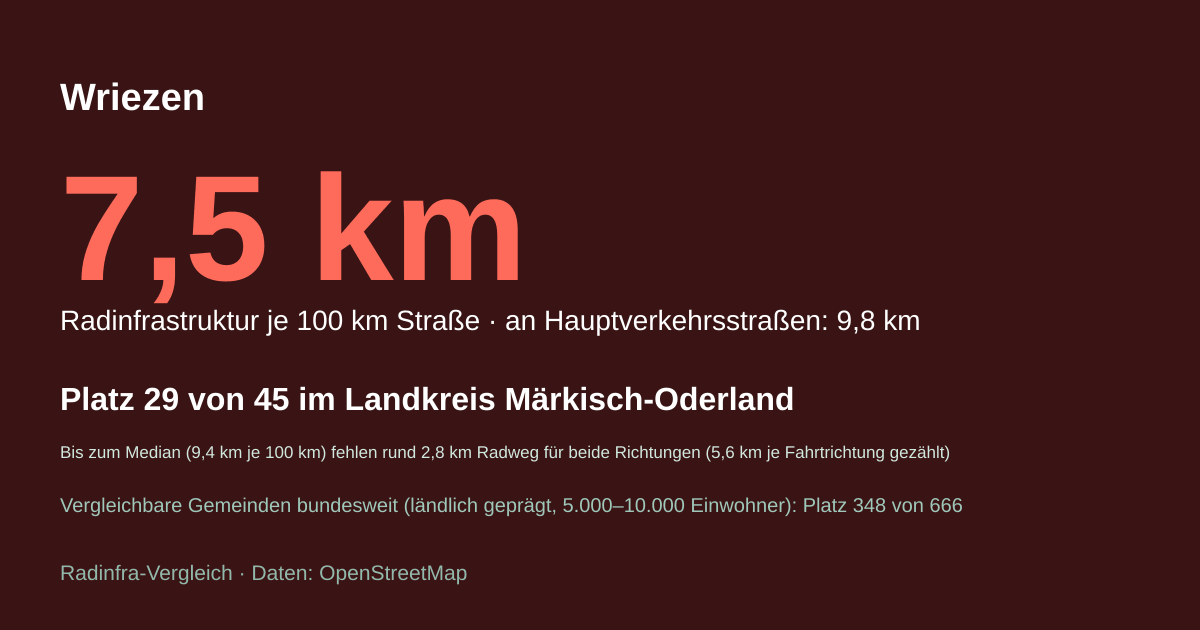 Wriezen
7,5 km
Radinfrastruktur je 100 km Straße · an Hauptverkehrsstraßen: 9,8 km
Platz 29 von 45 im Landkreis Märkisch-Oderland
Bis zum Median (9,4 km je 100 km) fehlen rund 2,8 km Radweg für beide Richtungen (5,6 km je Fahrtrichtung gezählt)
Vergleichbare Gemeinden bundesweit (ländlich geprägt, 5.000–10.000 Einwohner): Platz 348 von 666
Radinfra-Vergleich · Daten: OpenStreetMap